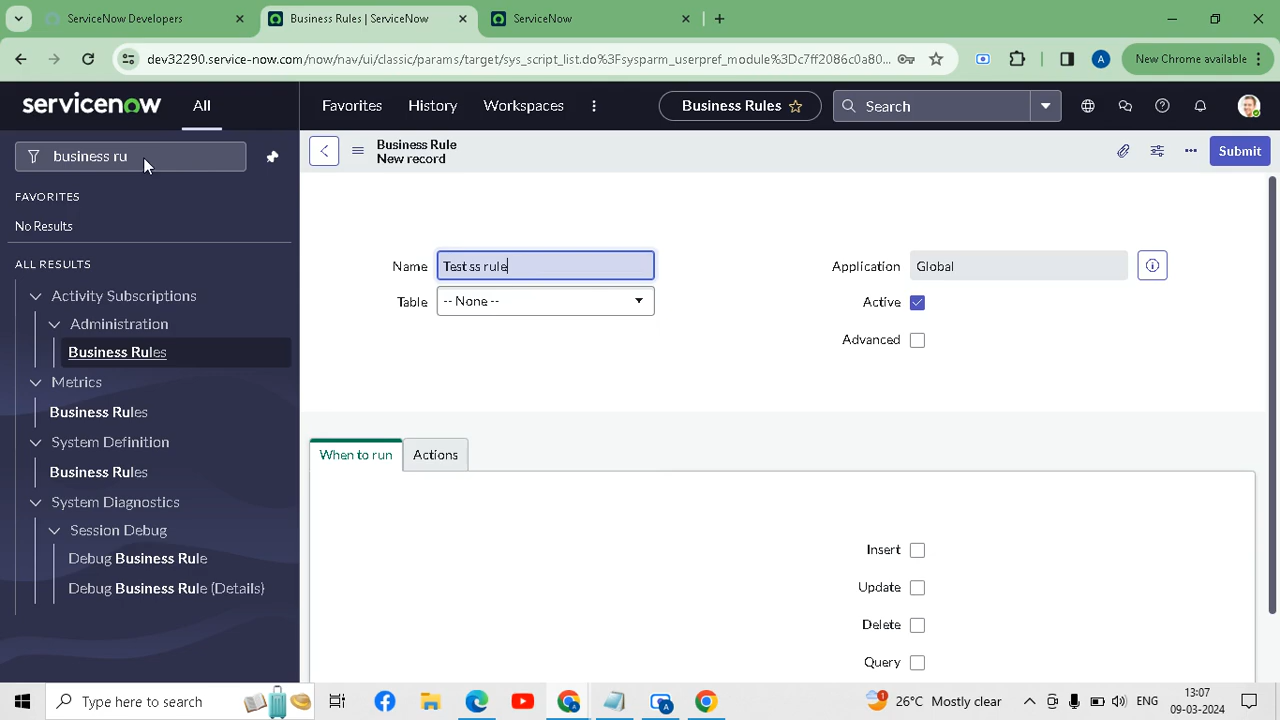 ServiceNow Developers
Business Rules | ServiceNow
ServiceNow
dev32290.service-now.com/now/nav/ui/classic/params/target/sys_script_list.do%3Fsysparm_userpref_module%3Dc7ff2086c0a80...
A
New Chrome available
servicenow
All
Favorites
History
Workspaces
Business Rules
Search
business ru
FAVORITES
No Results
ALL RESULTS
Activity Subscriptions
Administration
Business Rules
Metrics
Business Rules
System Definition
Business Rules
System Diagnostics
Session Debug
Debug Business Rule
Debug Business Rule (Details)
Business Rule
New record
Submit
Name
Test ss rule
Application
Global
Table
-- None --
Active
Advanced
When to run
Actions
Insert
Update
Delete
Query
Type here to search
26°C Mostly clear
13:07
09-03-2024